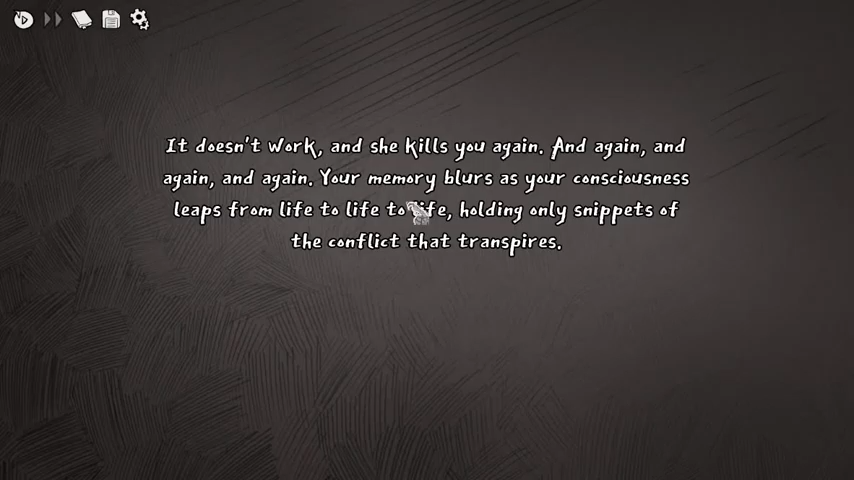 It doesn't work, and she kills you again. And again, and
again, and again. Your memory blurs as your consciousness
leaps from life to life to life, holding only snippets of
the conflict that transpires.